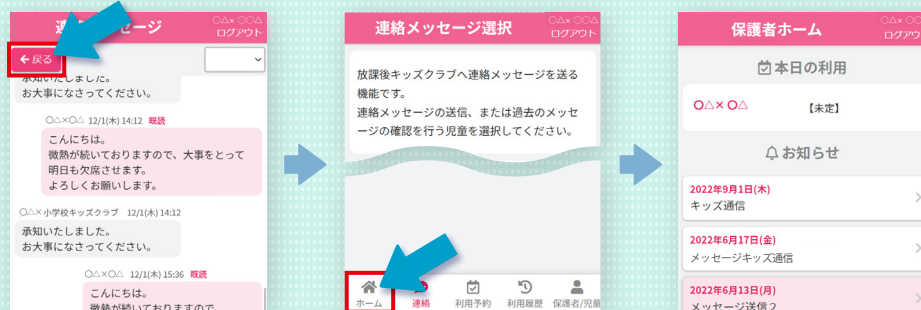 ージ
○△× ○○△
ログアウト
←戻る
承知いたしました。
お大事になさってください。
○△×○△ 12/1(木) 14:12 既読
こんにちは。
微熱が続いておりますので、大事をとって
明日も欠席させます。
よろしくお願いします。
○△×小学校キッズクラブ 12/1(木) 14:12
承知いたしました。
お大事になさってください。
○△×○△ 12/1(木) 15:36 既読
こんにちは。
微熱が続いておりますので、
連絡メッセージ選択
○△× ○○△
ログアウト
放課後キッズクラブへ連絡メッセージを送る
機能です。
連絡メッセージの送信、または過去のメッセ
ージの確認を行う児童を選択してください。
ホーム
連絡
利用予約
利用履歴
保護者/児童
保護者ホーム
○△× ○○
ログアウ
本日の利用
○△× ○△ 【未定】
お知らせ
2022年9月1日(木)
キッズ通信
2022年6月17日(金)
メッセージキッズ通信
2022年6月13日(月)
メッセージ送信2